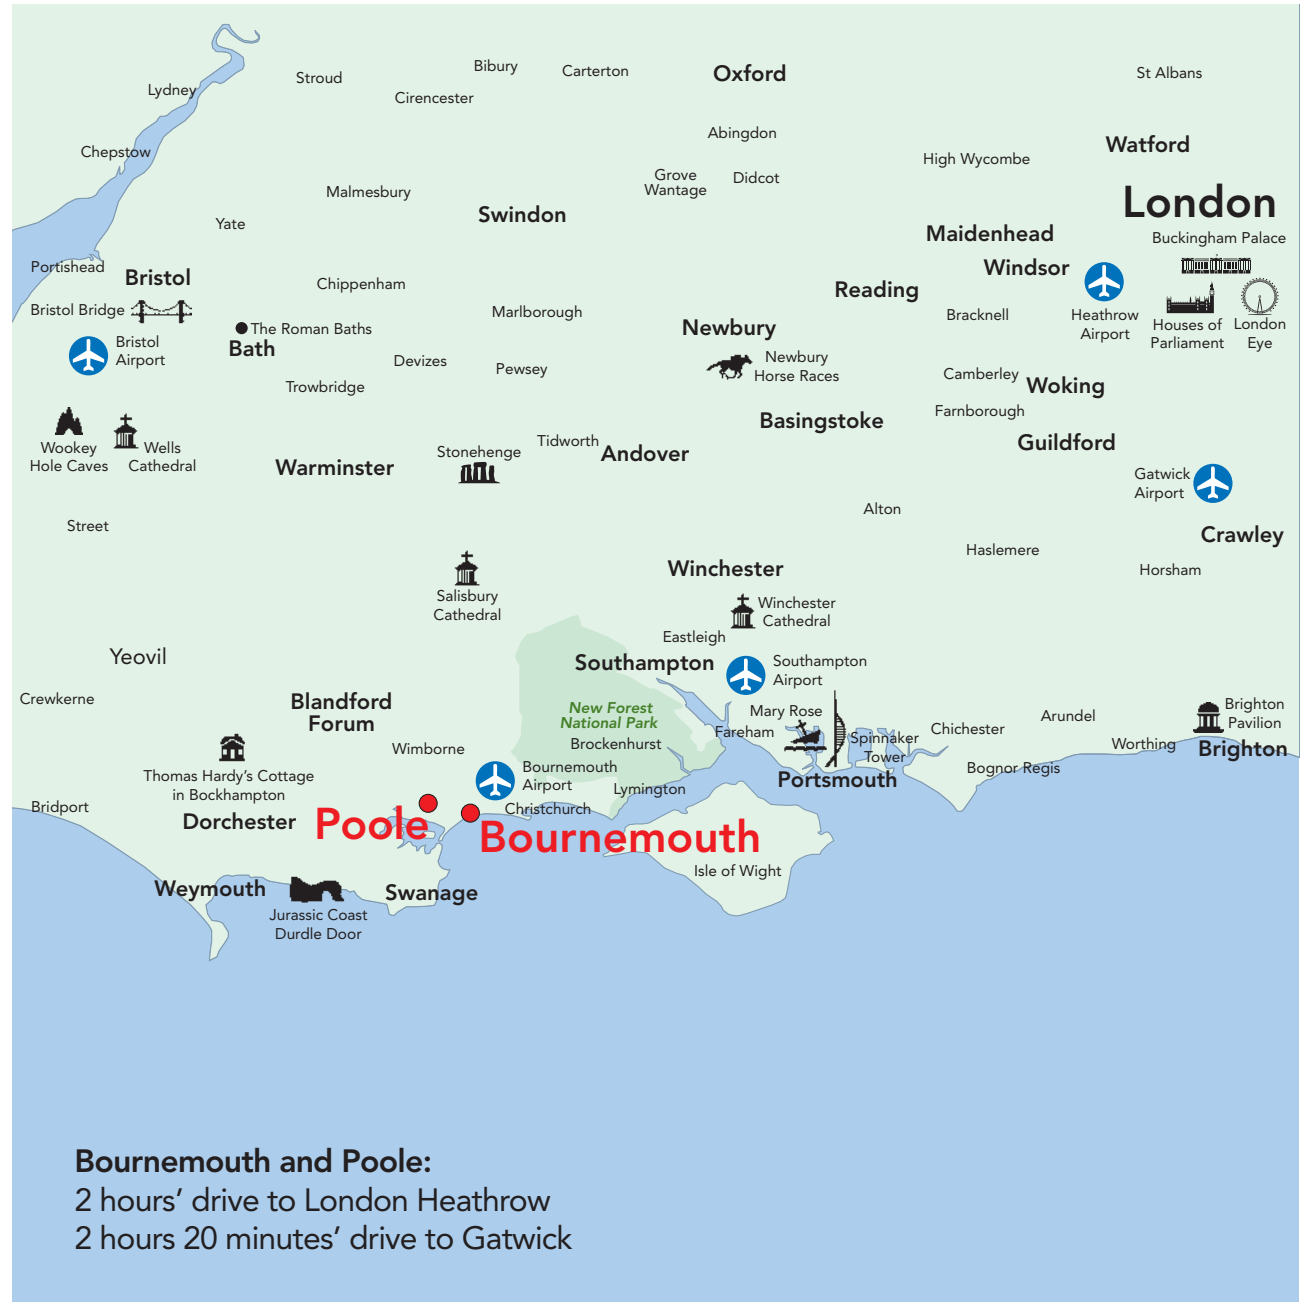 Bibury
Carterton
Oxford
St Albans
Stroud
Lydney
Cirencester
Abingdon
Watford
Chepstow
High Wycombe
Grove
Wantage
Didcot
Malmesbury
London
Swindon
Yate
Maidenhead
Buckingham Palace
Portishead
Bristol
Windsor
Chippenham
Reading
Bristol Bridge
Marlborough
Bracknell
Heathrow
Airport
Houses of
Parliament
London
Eye
The Roman Baths
Bath
Newbury
Bristol
Airport
Devizes
Pewsey
Newbury
Horse Races
Trowbridge
Camberley
Woking
Farnborough
Basingstoke
Wookey
Hole Caves
Wells
Cathedral
Tidworth
Stonehenge
Andover
Guildford
Warminster
Gatwick
Airport
Street
Alton
Crawley
Haslemere
Winchester
Horsham
Salisbury
Cathedral
Winchester
Cathedral
Eastleigh
Yeovil
Southampton
Southampton
Airport
Crewkerne
Blandford
Forum
New Forest
National Park
Mary Rose
Brighton
Pavilion
Arundel
Chichester
Fareham
Spinnaker
Tower
Brockenhurst
Wimborne
Worthing
Brighton
Thomas Hardy's Cottage
in Bockhampton
Bournemouth
Airport
Bognor Regis
Portsmouth
Lymington
Bridport
Christchurch
Dorchester
Poole
Bournemouth
Isle of Wight
Weymouth
Swanage
Jurassic Coast
Durdle Door
Bournemouth and Poole:
2 hours’ drive to London Heathrow
2 hours 20 minutes’ drive to Gatwick